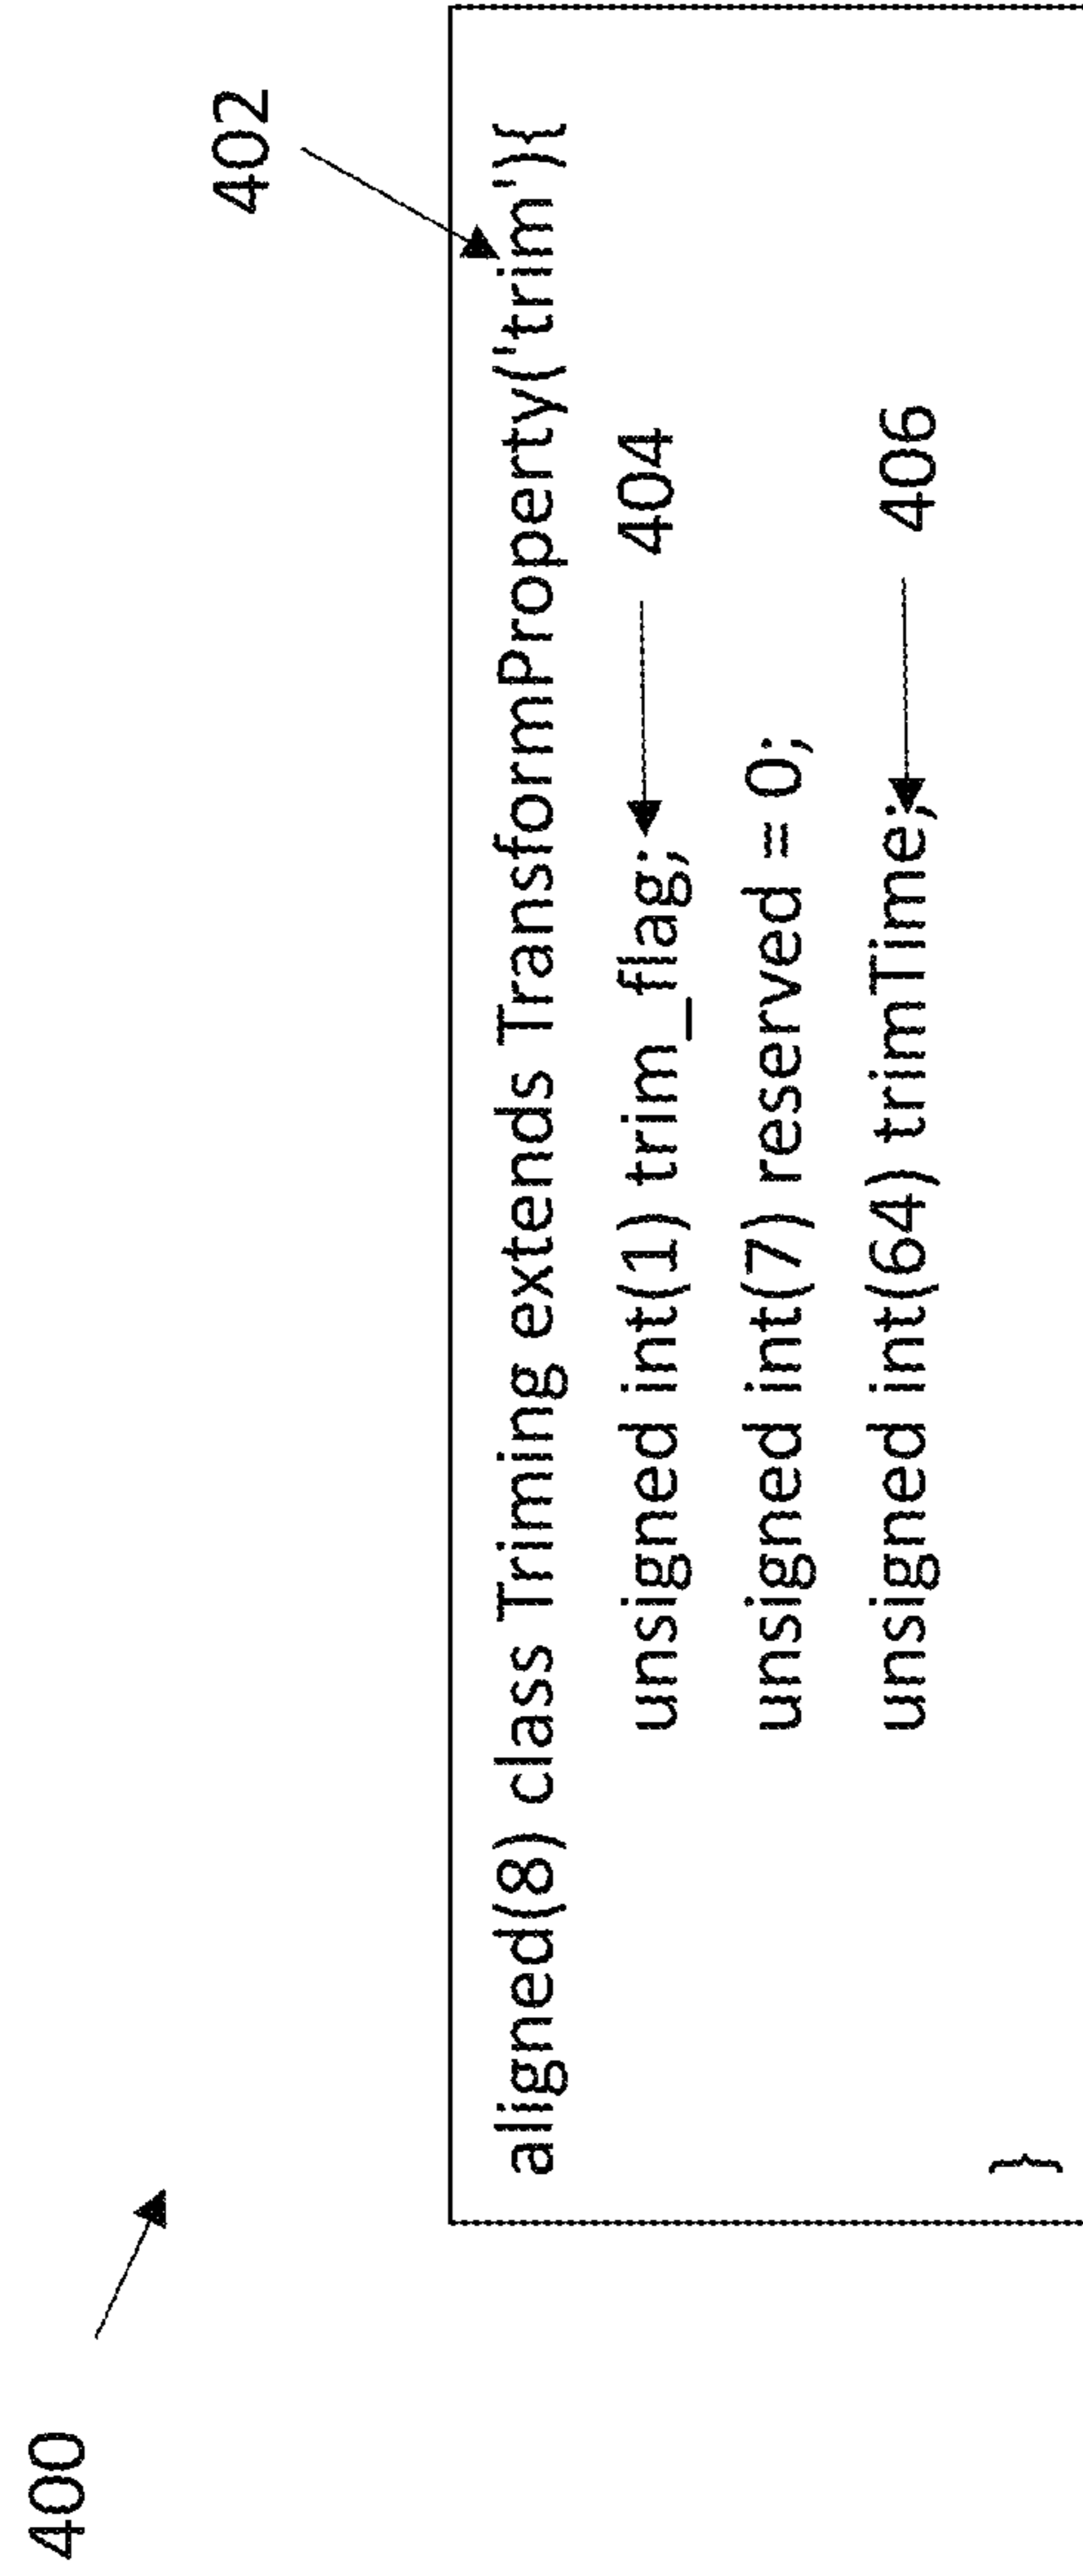 400
402
aligned(8) class Triming extends TransformProperty('trim'){
unsigned int(1) trim_flag;
404
unsigned int(7) reserved = 0;
unsigned int(64) trimTime;
406
}